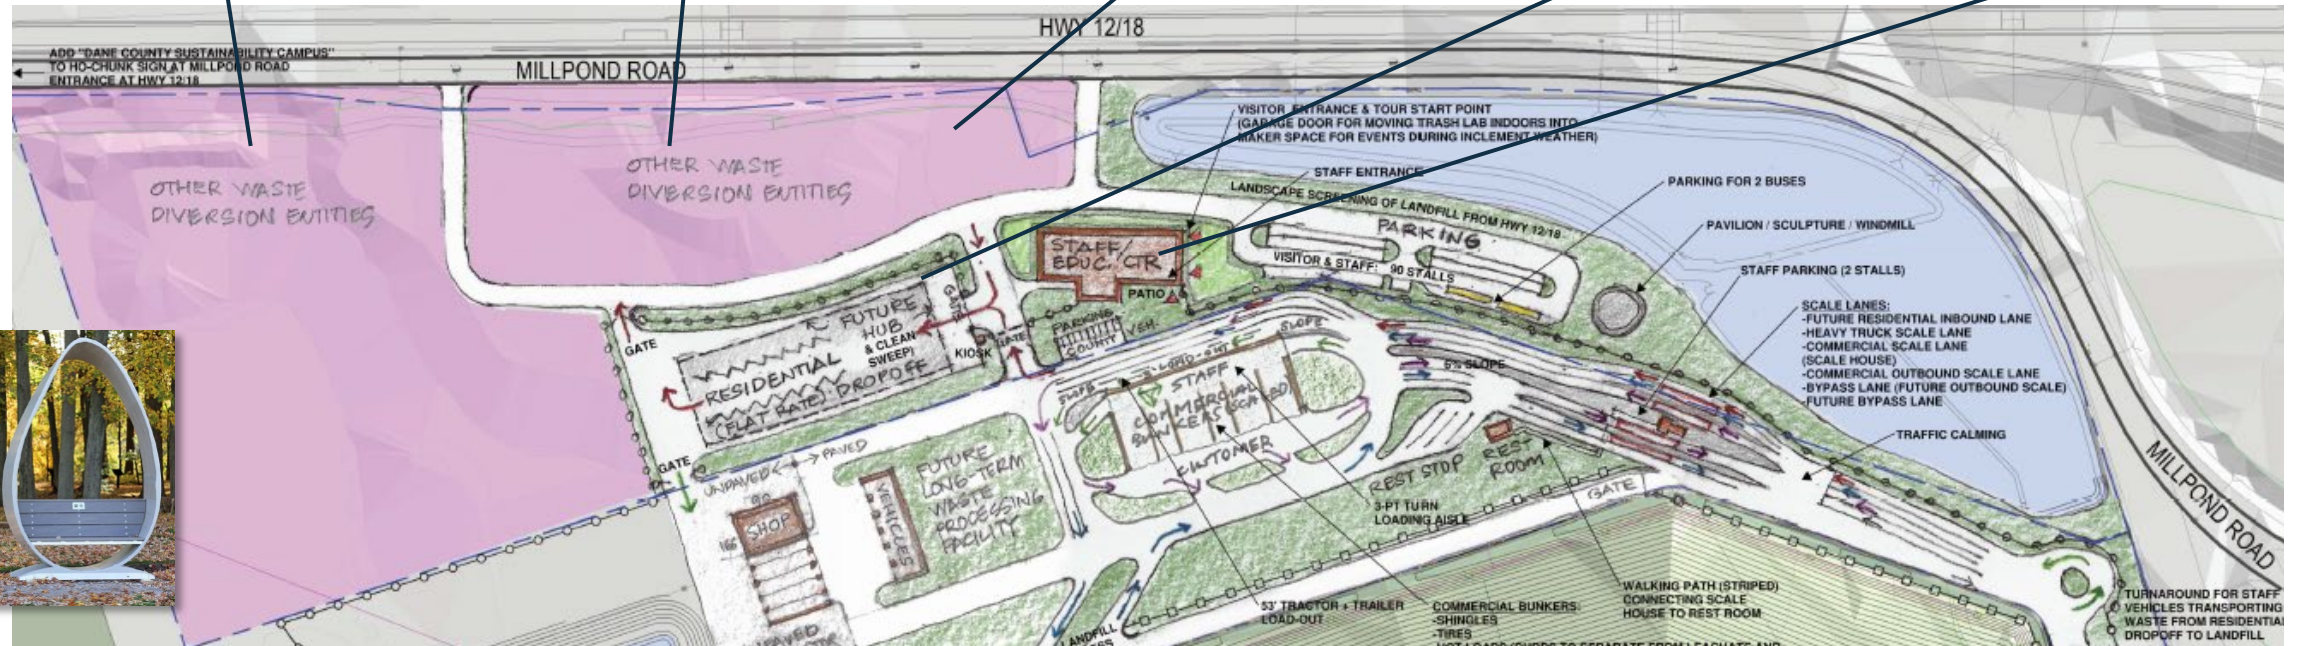 HWY 12/18
ADD "DANE COUNTY SUSTAINABILITY CAMPUS"
TO HO-CHUNK SIGN AT MILLPOND ROAD
ENTRANCE AT HWY 12/18
MILLPOND ROAD
VISITOR ENTRANCE & TOUR START POINT
(GARAGE DOOR FOR MOVING TRASH LAB INDOORS INTO
MAKER SPACE FOR EVENTS DURING INCLEMENT WEATHER)
STAFF ENTRANCE
LANDSCAPE SCREENING OF LANDFILL FROM HWY 12/18
PARKING FOR 2 BUSES
PAVILION / SCULPTURE / WINDMILL
STAFF PARKING (2 STALLS)
SCALE LANES:
-FUTURE RESIDENTIAL INBOUND LANE
-HEAVY TRUCK SCALE LANE
-COMMERCIAL SCALE LANE
(SCALE HOUSE)
-COMMERCIAL OUTBOUND SCALE LANE
-BYPASS LANE (FUTURE OUTBOUND SCALE)
-FUTURE BYPASS LANE
TRAFFIC CALMING
MILLPOND ROAD
OTHER WASTE
DIVERSION ENTITIES
OTHER WASTE
DIVERSION ENTITIES
STAFF/
EDUC. CTR
PATIO
PARKING
VISITOR & STAFF: 90 STALLS
PARKING
COUNTY VEH.
GATE
GATE
GATE
KIOSK
FUTURE
HUB
& CLEAN
SWEEP)
RESIDENTIAL
DROPOFF
(FLAT RATE)
GATE
UNPAVED
PAVED
90
166
SHOP
VEHICLES
FUTURE
LONG-TERM
WASTE
PROCESSING
FACILITY
SLOPE
SLOPE
STAFF
COMMERCIAL
BUNKERS
CUSTOMER
5% SLOPE
REST STOP
REST
ROOM
GATE
3-PT TURN
LOADING AISLE
53' TRACTOR + TRAILER
LOAD-OUT
COMMERCIAL BUNKERS:
-SHINGLES
-TIRES
WALKING PATH (STRIPED)
CONNECTING SCALE
HOUSE TO REST ROOM
TURNAROUND FOR STAFF
VEHICLES TRANSPORTING
WASTE FROM RESIDENTIAL
DROPOFF TO LANDFILL
LANDFILL